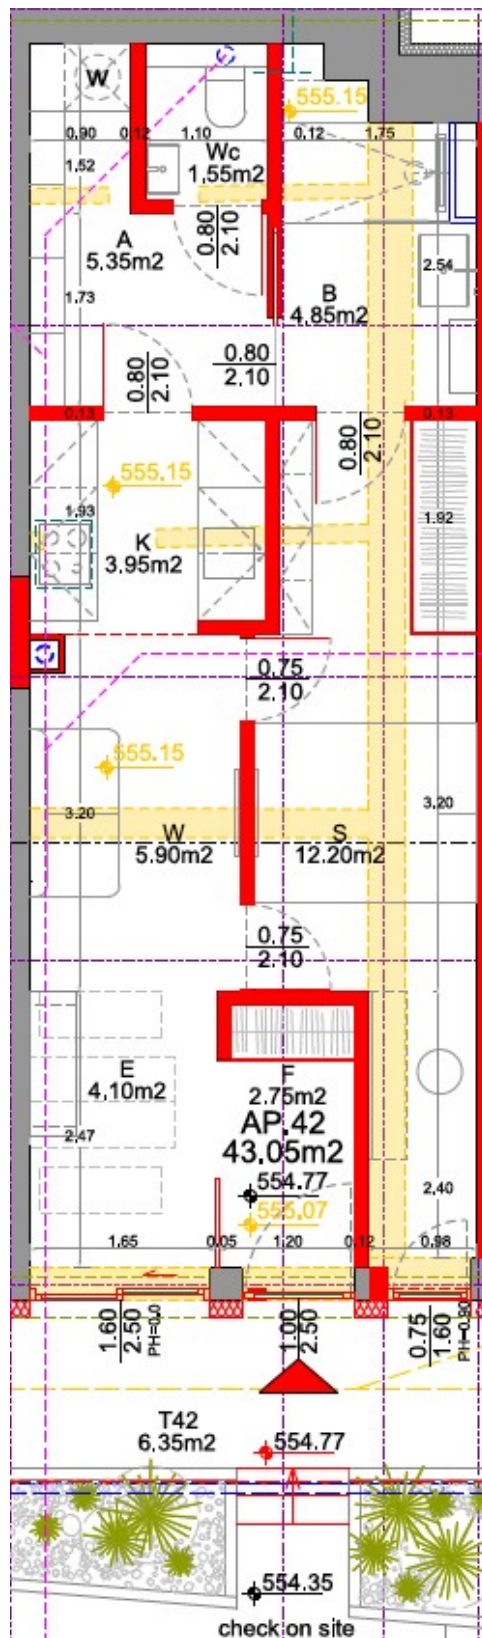 W
555.15
0.90 0.12 1.10 0.12 1.75
Wc
1.55m2
1.52
0.80
2.10
A
5.35m2
2.54
B
4.85m2
1.73
0.80
2.10
0.80
2.10
0.13 0.13
0.80
2.10
555.15
1.93
1.92
K
3.95m2
0.75
2.10
555.15
3.20 3.20
W
5.90m2
S
12.20m2
0.75
2.10
E
4.10m2
F
2.75m2
AP.42
43.05m2
2.47
554.77
2.40
555.07
1.65 0.05 1.20 0.12 0.98
1.60
2.50
PH=0.0
1.00
2.50
0.75
1.60
PH=0.90
T42
6.35m2
554.77
554.35
check on site